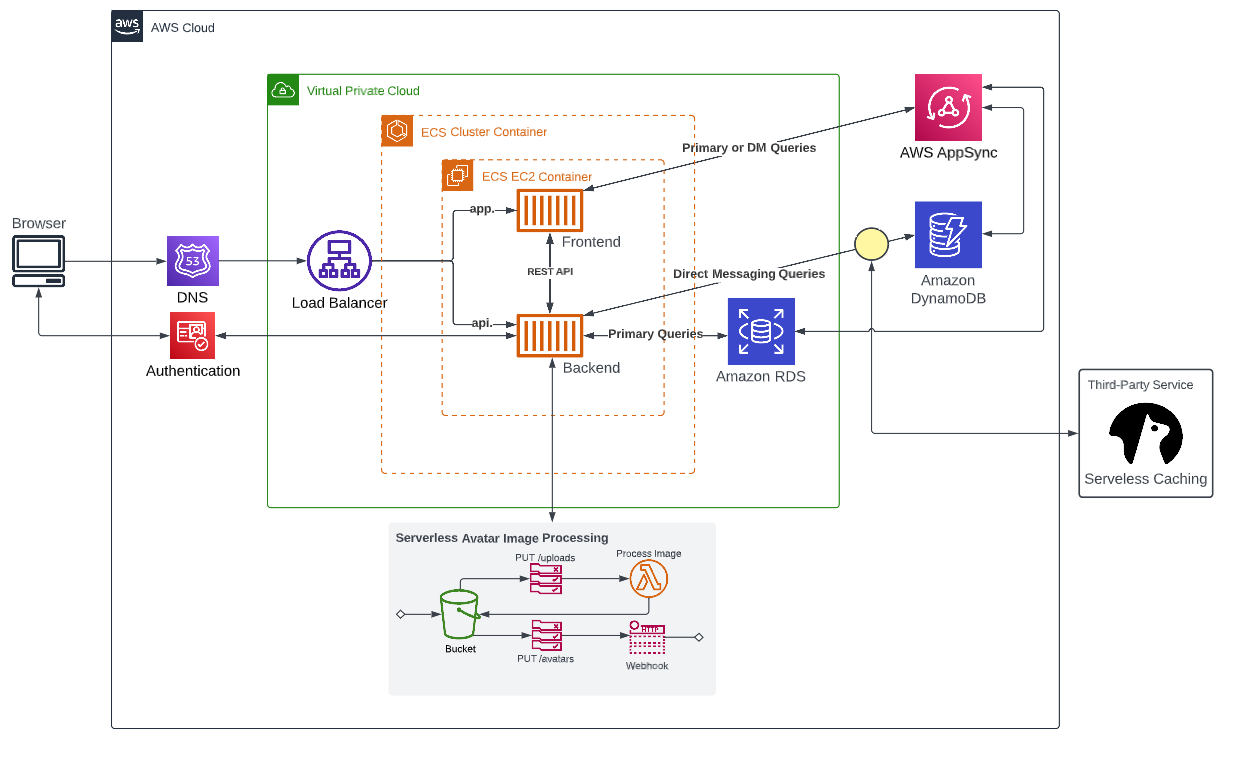 aws
AWS Cloud
Virtual Private Cloud
ECS Cluster Container
ECS EC2 Container
Primary or DM Queries
AWS AppSync
app.
Browser
Frontend
53
REST API
Direct Messaging Queries
Amazon
DynamoDB
DNS
Load Balancer
api.
Primary Queries
Authentication
Backend
Amazon RDS
Third-Party Service
Serveless Caching
Serverless Avatar Image Processing
PUT /uploads
Process Image
HTTP
Bucket
PUT /avatars
Webhook